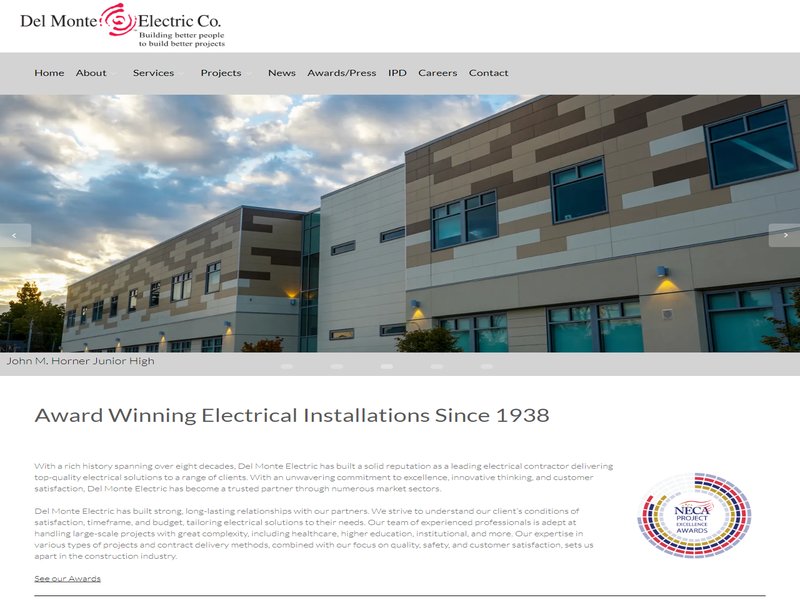 Del Monte Electric Co.
Building better people
to build better projects
Home About Services Projects News Awards/Press IPD Careers Contact
John M. Horner Junior High
Award Winning Electrical Installations Since 1938
With a rich history spanning over eight decades, Del Monte Electric has built a solid reputation as a leading electrical contractor delivering
top-quality electrical solutions to a range of clients. With an unwavering commitment to excellence, innovative thinking, and customer
satisfaction, Del Monte Electric has become a trusted partner through numerous market sectors.
Del Monte Electric has built strong, long-lasting relationships with our partners. We strive to understand our client's conditions of
satisfaction, timeframe, and budget, tailoring electrical solutions to their needs. Our team of experienced professionals is adept at
handling large-scale projects with great complexity, including healthcare, higher education, institutional, and more. Our expertise in
various types of projects and contract delivery methods, combined with our focus on quality, safety, and customer satisfaction, sets us
apart in the construction industry.
NECA
PROJECT
EXCELLENCE
AWARDS
See our Awards